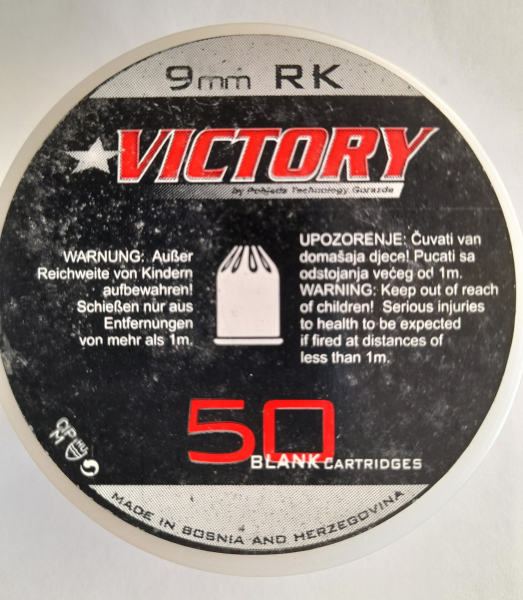 9mm RK
VICTORY
by Pobjeda Technology Gorazde
WARNUNG: Außer
Reichweite von Kindern
aufbewahren!
Schießen nur aus
Entfernungen
von mehr als 1m.
UPOZORENJE: Čuvati van
domašaja djece! Pucati sa
odstojanja većeg od 1m.
WARNING: Keep out of reach
of children! Serious injuries
to health to be expected
if fired at distances of
less than 1m.
50
BLANK CARTRIDGES
CIP
M
HU
MADE IN BOSNIA AND HERZEGOVINA